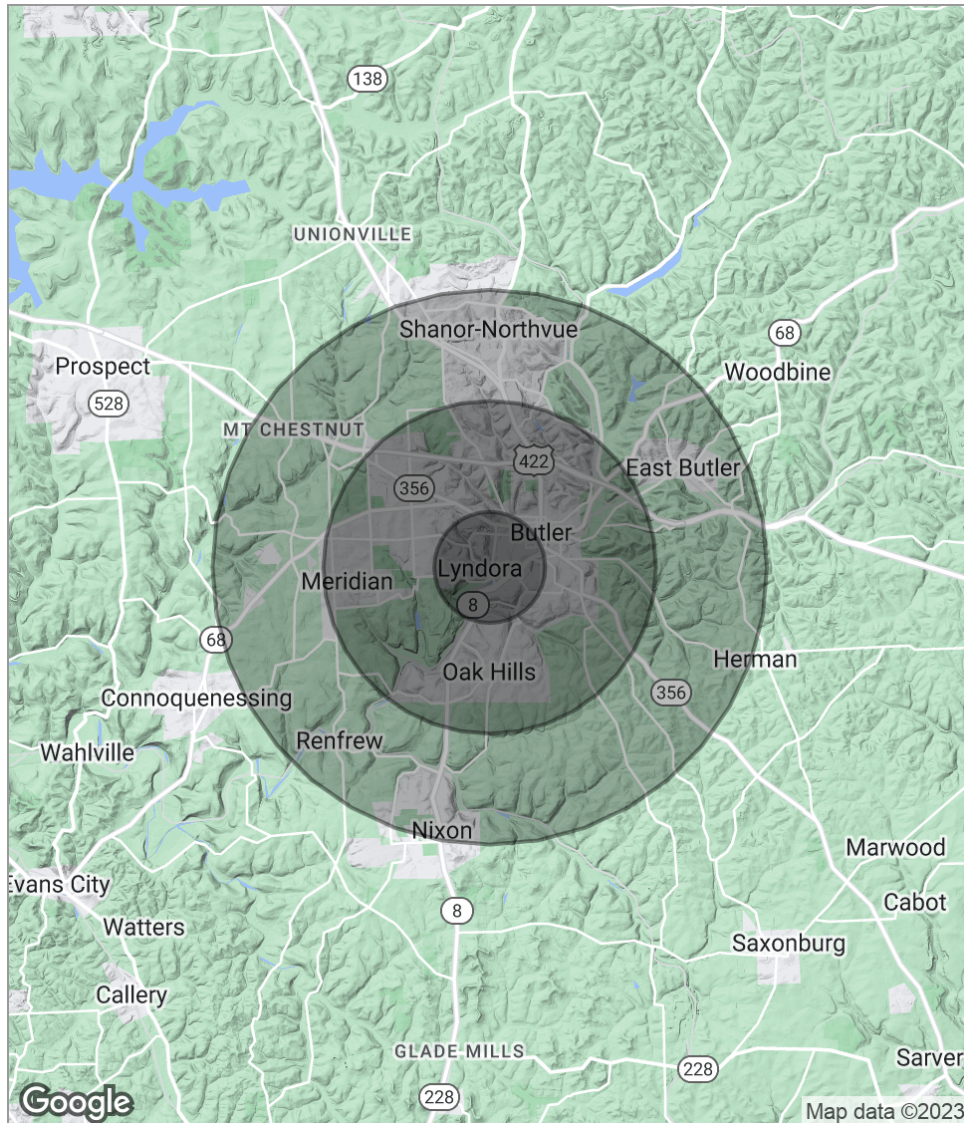 138
UNIONVILLE
Shanor-Northvue
68
Prospect
Woodbine
528
MT CHESTNUT
422
East Butler
356
Butler
Lyndora
Meridian
8
68
Herman
Oak Hills
356
Connoquenessing
Renfrew
Wahlville
Nixon
Marwood
Evans City
Cabot
8
Watters
Saxonburg
Callery
GLADE MILLS
Sarver
228
228
Google
Map data ©2023